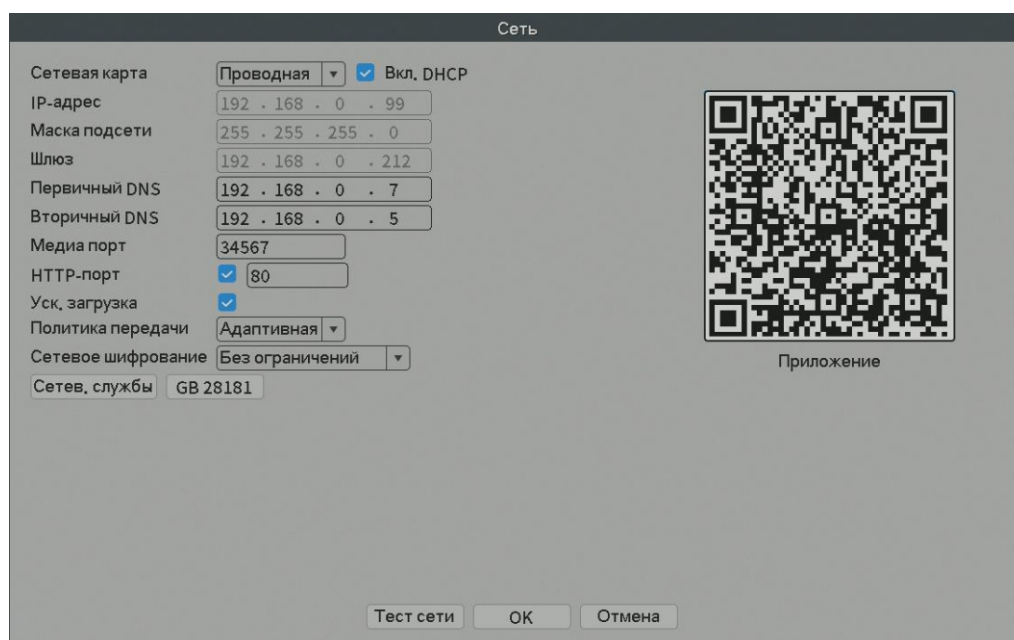 Сеть
Сетевая карта Проводная Вкл. DHCP
IP-адрес 192 . 168 . 0 . 99
Маска подсети 255 . 255 . 255 . 0
Шлюз 192 . 168 . 0 . 212
Первичный DNS 192 . 168 . 0 . 7
Вторичный DNS 192 . 168 . 0 . 5
Медиа порт 34567
HTTP-порт 80
Уск. загрузка
Политика передачи Адаптивная
Сетевое шифрование Без ограничений
Сетев. службы GB 28181
Приложение
Тест сети OK Отмена